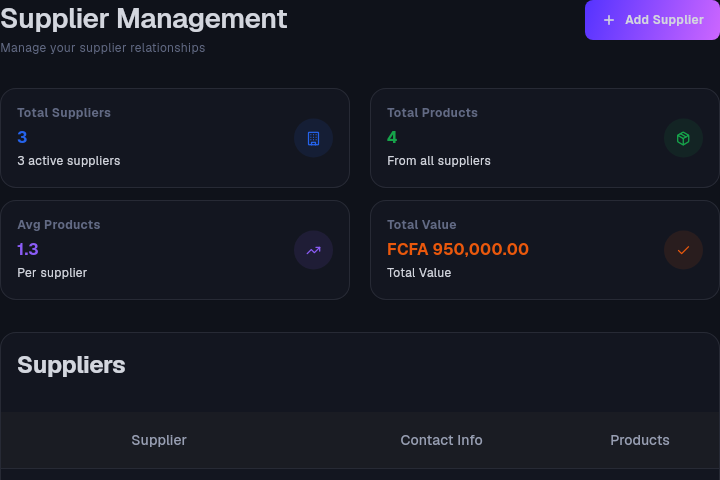 Supplier Management
Add Supplier
Manage your supplier relationships
Total Suppliers
3
3 active suppliers
Total Products
4
From all suppliers
Avg Products
1.3
Per supplier
Total Value
FCFA 950,000.00
Total Value
Suppliers
Supplier Contact Info Products